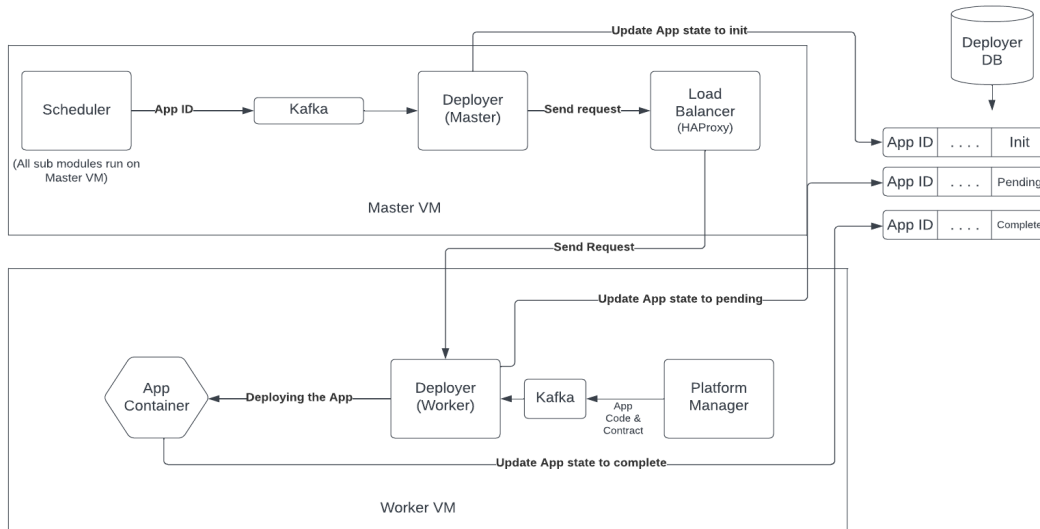 Update App state to init
Deployer
DB
Scheduler
App ID
Kafka
Deployer
(Master)
Send request
Load
Balancer
(HAProxy)
(All sub modules run on
Master VM)
App ID
. . . .
Init
App ID
. . . .
Pending
App ID
. . . .
Complete
Master VM
Send Request
Update App state to pending
App
Container
Deploying the App
Deployer
(Worker)
Kafka
App
Code &
Contract
Platform
Manager
Update App state to complete
Worker VM